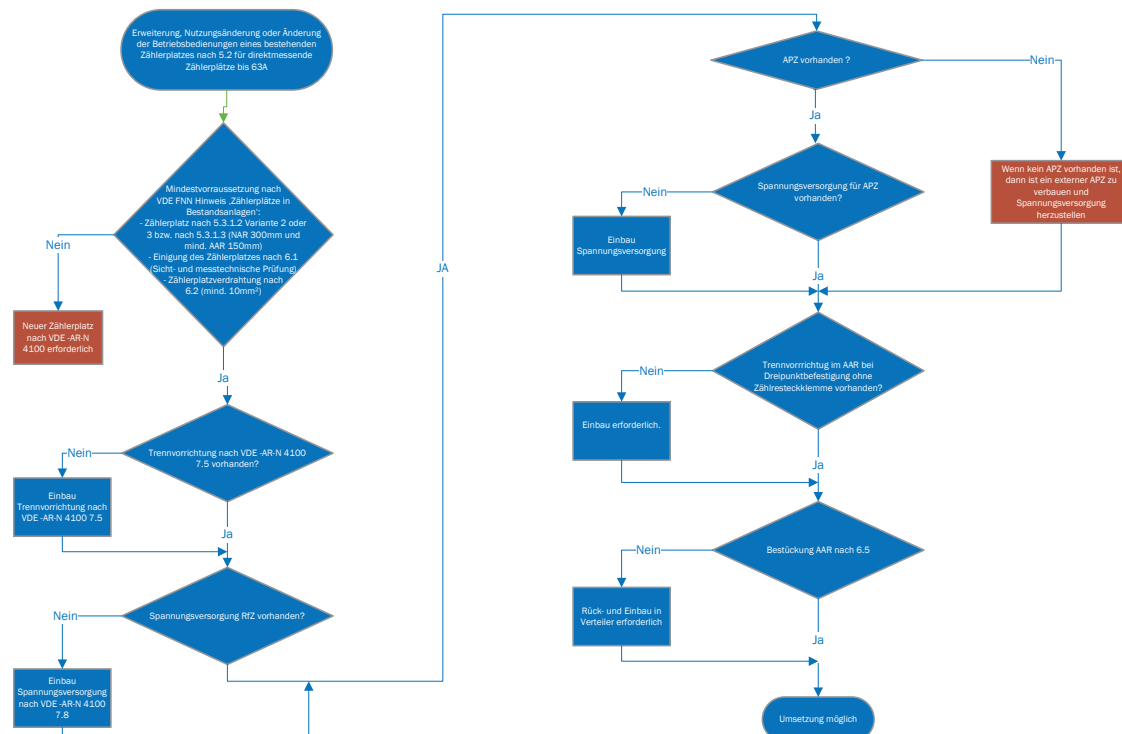 Erweiterung, Nutzungsänderung oder Änderung
der Betriebsbedienungen eines bestehenden
Zählerplatzes nach 5.2 für direktmessende
Zählerplätze bis 63A
Mindestvorraussetzung nach
VDE FNN Hinweis ‚Zählerplätze in
Bestandsanlagen‘:
- Zählerplatz nach 5.3.1.2 Variante 2 oder
3 bzw. nach 5.3.1.3 (NAR 300mm und
mind. AAR 150mm)
- Einigung des Zählerplatzes nach 6.1
(Sicht- und messtechnische Prüfung)
- Zählerplatzverdrahtung nach
6.2 (mind. 10mm²)
Nein
Neuer Zählerplatz
nach VDE -AR-N
4100 erforderlich
Ja
Trennvorrichtung nach VDE -AR-N 4100
7.5 vorhanden?
Nein
Einbau
Trennvorrichtung nach
VDE -AR-N 4100 7.5
Ja
Spannungsversorgung RfZ vorhanden?
Nein
Einbau
Spannungsversorgung
nach VDE -AR-N 4100
7.8
JA
APZ vorhanden ?
Nein
Ja
Wenn kein APZ vorhanden ist,
dann ist ein externer APZ zu
verbauen und
Spannungsversorgung
herzustellen
Spannungsversorgung für APZ
vorhanden?
Nein
Einbau
Spannungsversorgung
Ja
Trennvorrrichtug im AAR bei
Dreipunktbefestigung ohne
Zählresteckklemme vorhanden?
Nein
Einbau erforderlich.
Ja
Bestückung AAR nach 6.5
Nein
Rück- und Einbau in
Verteiler erforderlich
Ja
Umsetzung möglich